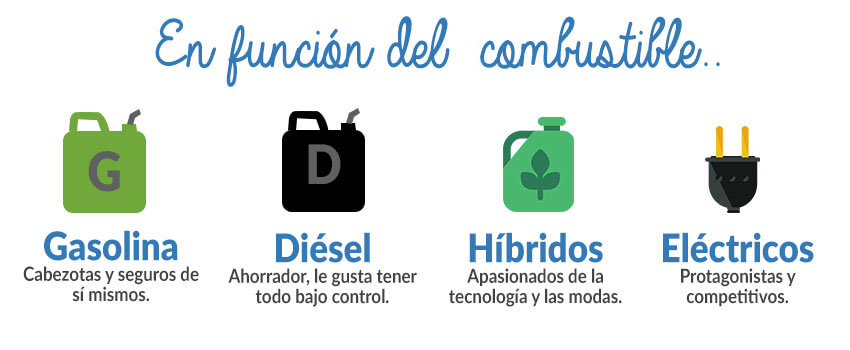 En función del combustible..
G
D
Gasolina
Cabezotas y seguros de
sí mismos.
Diésel
Ahorrador, le gusta tener
todo bajo control.
Híbridos
Apasionados de la
tecnología y las modas.
Eléctricos
Protagonistas y
competitivos.